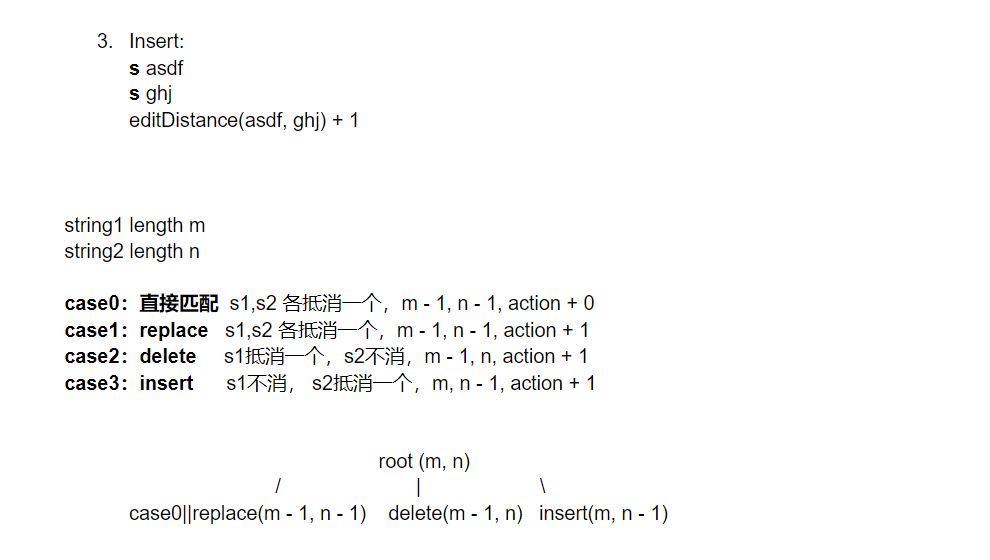 3. Insert:
s asdf
s ghj
editDistance(asdf, ghj) + 1
string1 length m
string2 length n
case0：直接匹配 s1,s2 各抵消一个，m - 1, n - 1, action + 0
case1：replace s1,s2 各抵消一个，m - 1, n - 1, action + 1
case2：delete s1抵消一个，s2不消，m - 1, n, action + 1
case3：insert s1不消， s2抵消一个，m, n - 1, action + 1
root (m, n)
/ | \
case0||replace(m - 1, n - 1) delete(m - 1, n) insert(m, n - 1)